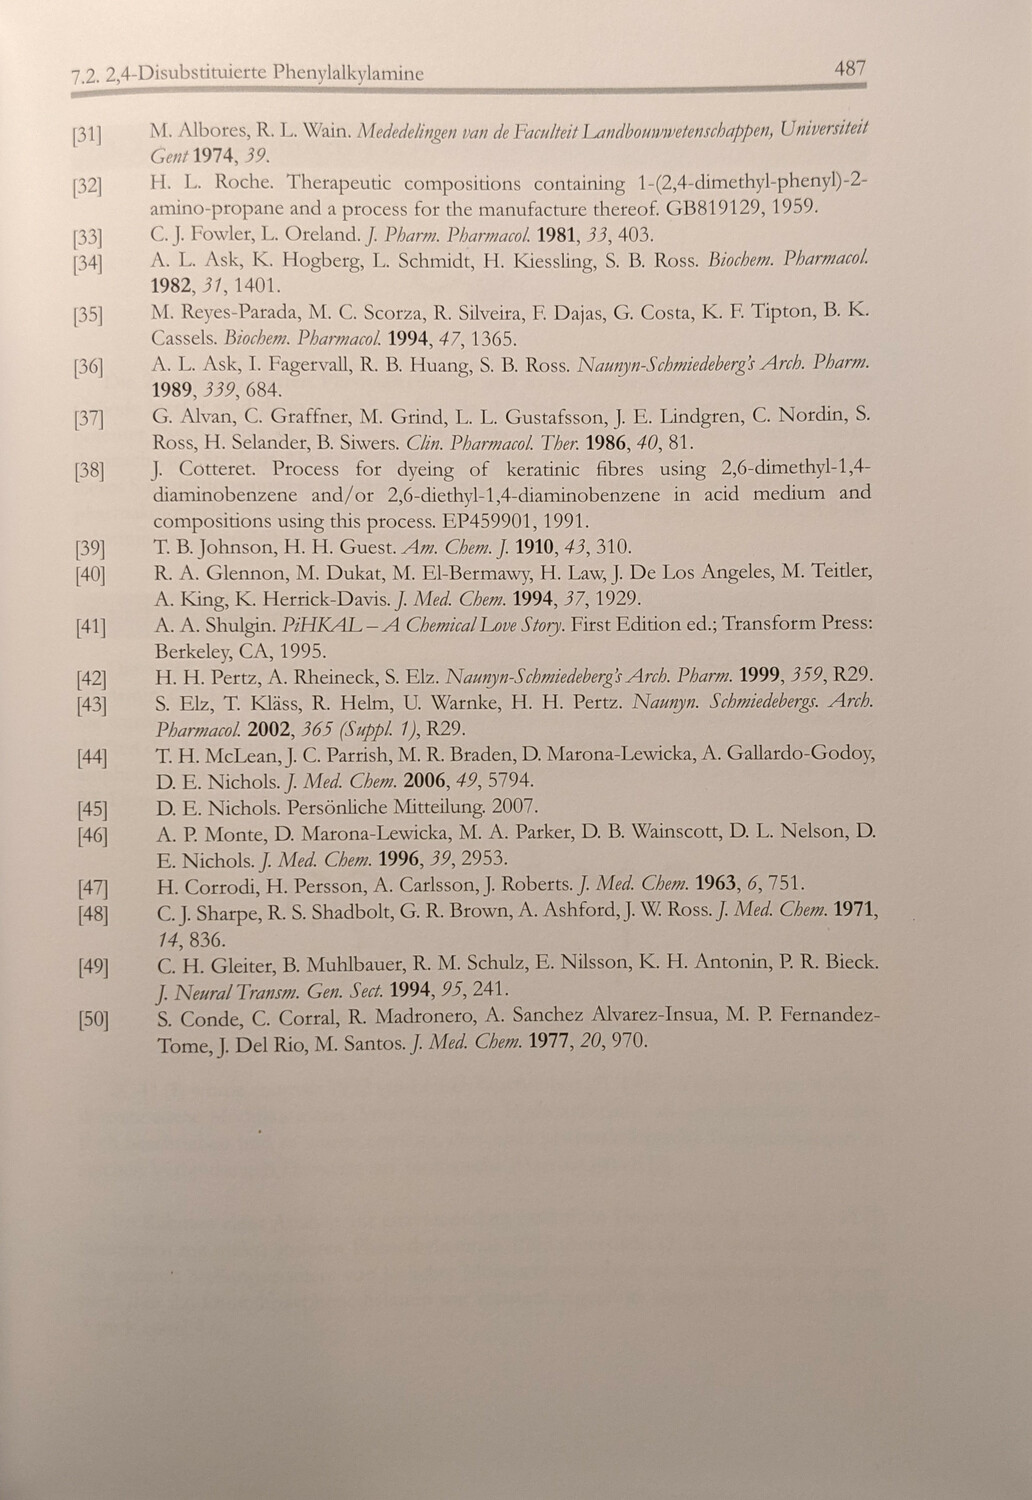 7.2. 2,4-Disubstituierte Phenylalkylamine 487
[31] M. Albores, R. L. Wain. Mededelingen van de Faculteit Landbouwwetenschappen, Universiteit
Gent 1974, 39.
[32] H. L. Roche. Therapeutic compositions containing 1-(2,4-dimethyl-phenyl)-2-
amino-propane and a process for the manufacture thereof. GB819129, 1959.
[33] C. J. Fowler, L. Oreland. J. Pharm. Pharmacol. 1981, 33, 403.
[34] A. L. Ask, K. Hogberg, L. Schmidt, H. Kiessling, S. B. Ross. Biochem. Pharmacol.
1982, 31, 1401.
[35] M. Reyes-Parada, M. C. Scorza, R. Silveira, F. Dajas, G. Costa, K. F. Tipton, B. K.
Cassels. Biochem. Pharmacol. 1994, 47, 1365.
[36] A. L. Ask, I. Fagervall, R. B. Huang, S. B. Ross. Naunyn-Schmiedeberg's Arch. Pharm.
1989, 339, 684.
[37] G. Alvan, C. Graffner, M. Grind, L. L. Gustafsson, J. E. Lindgren, C. Nordin, S.
Ross, H. Selander, B. Siwers. Clin. Pharmacol. Ther. 1986, 40, 81.
[38] J. Cotteret. Process for dyeing of keratinic fibres using 2,6-dimethyl-1,4-
diaminobenzene and/or 2,6-diethyl-1,4-diaminobenzene in acid medium and
compositions using this process. EP459901, 1991.
[39] T. B. Johnson, H. H. Guest. Am. Chem. J. 1910, 43, 310.
[40] R. A. Glennon, M. Dukat, M. El-Bermawy, H. Law, J. De Los Angeles, M. Teitler,
A. King, K. Herrick-Davis. J. Med. Chem. 1994, 37, 1929.
[41] A. A. Shulgin. PiHKAL – A Chemical Love Story. First Edition ed.; Transform Press:
Berkeley, CA, 1995.
[42] H. H. Pertz, A. Rheineck, S. Elz. Naunyn-Schmiedeberg's Arch. Pharm. 1999, 359, R29.
[43] S. Elz, T. Kläss, R. Helm, U. Warnke, H. H. Pertz. Naunyn. Schmiedebergs. Arch.
Pharmacol. 2002, 365 (Suppl. 1), R29.
[44] T. H. McLean, J. C. Parrish, M. R. Braden, D. Marona-Lewicka, A. Gallardo-Godoy,
D. E. Nichols. J. Med. Chem. 2006, 49, 5794.
[45] D. E. Nichols. Persönliche Mitteilung. 2007.
[46] A. P. Monte, D. Marona-Lewicka, M. A. Parker, D. B. Wainscott, D. L. Nelson, D.
E. Nichols. J. Med. Chem. 1996, 39, 2953.
[47] H. Corrodi, H. Persson, A. Carlsson, J. Roberts. J. Med. Chem. 1963, 6, 751.
[48] C. J. Sharpe, R. S. Shadbolt, G. R. Brown, A. Ashford, J. W. Ross. J. Med. Chem. 1971,
14, 836.
[49] C. H. Gleiter, B. Muhlbauer, R. M. Schulz, E. Nilsson, K. H. Antonin, P. R. Bieck.
J. Neural Transm. Gen. Sect. 1994, 95, 241.
[50] S. Conde, C. Corral, R. Madronero, A. Sanchez Alvarez-Insua, M. P. Fernandez-
Tome, J. Del Rio, M. Santos. J. Med. Chem. 1977, 20, 970.